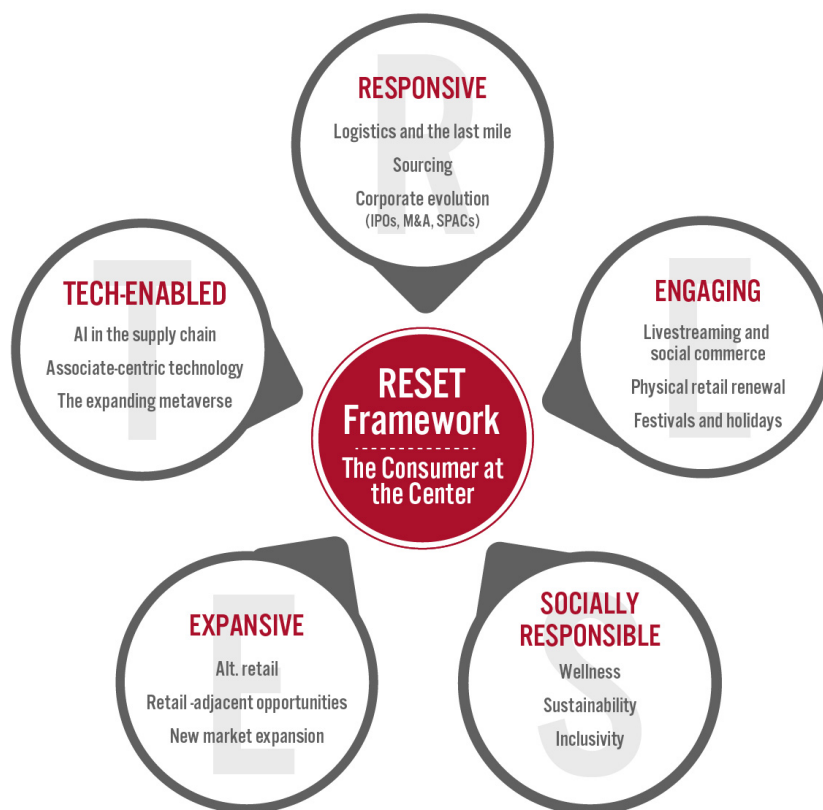 R
RESPONSIVE
Logistics and the last mile
Sourcing
Corporate evolution
(IPOs, M&A, SPACs)
E
ENGAGING
Livestreaming and
social commerce
Physical retail renewal
Festivals and holidays
S
SOCIALLY
RESPONSIBLE
Wellness
Sustainability
Inclusivity
E
EXPANSIVE
Alt. retail
Retail-adjacent opportunities
New market expansion
T
TECH-ENABLED
AI in the supply chain
Associate-centric technology
The expanding metaverse
RESET
Framework
The Consumer at
the Center